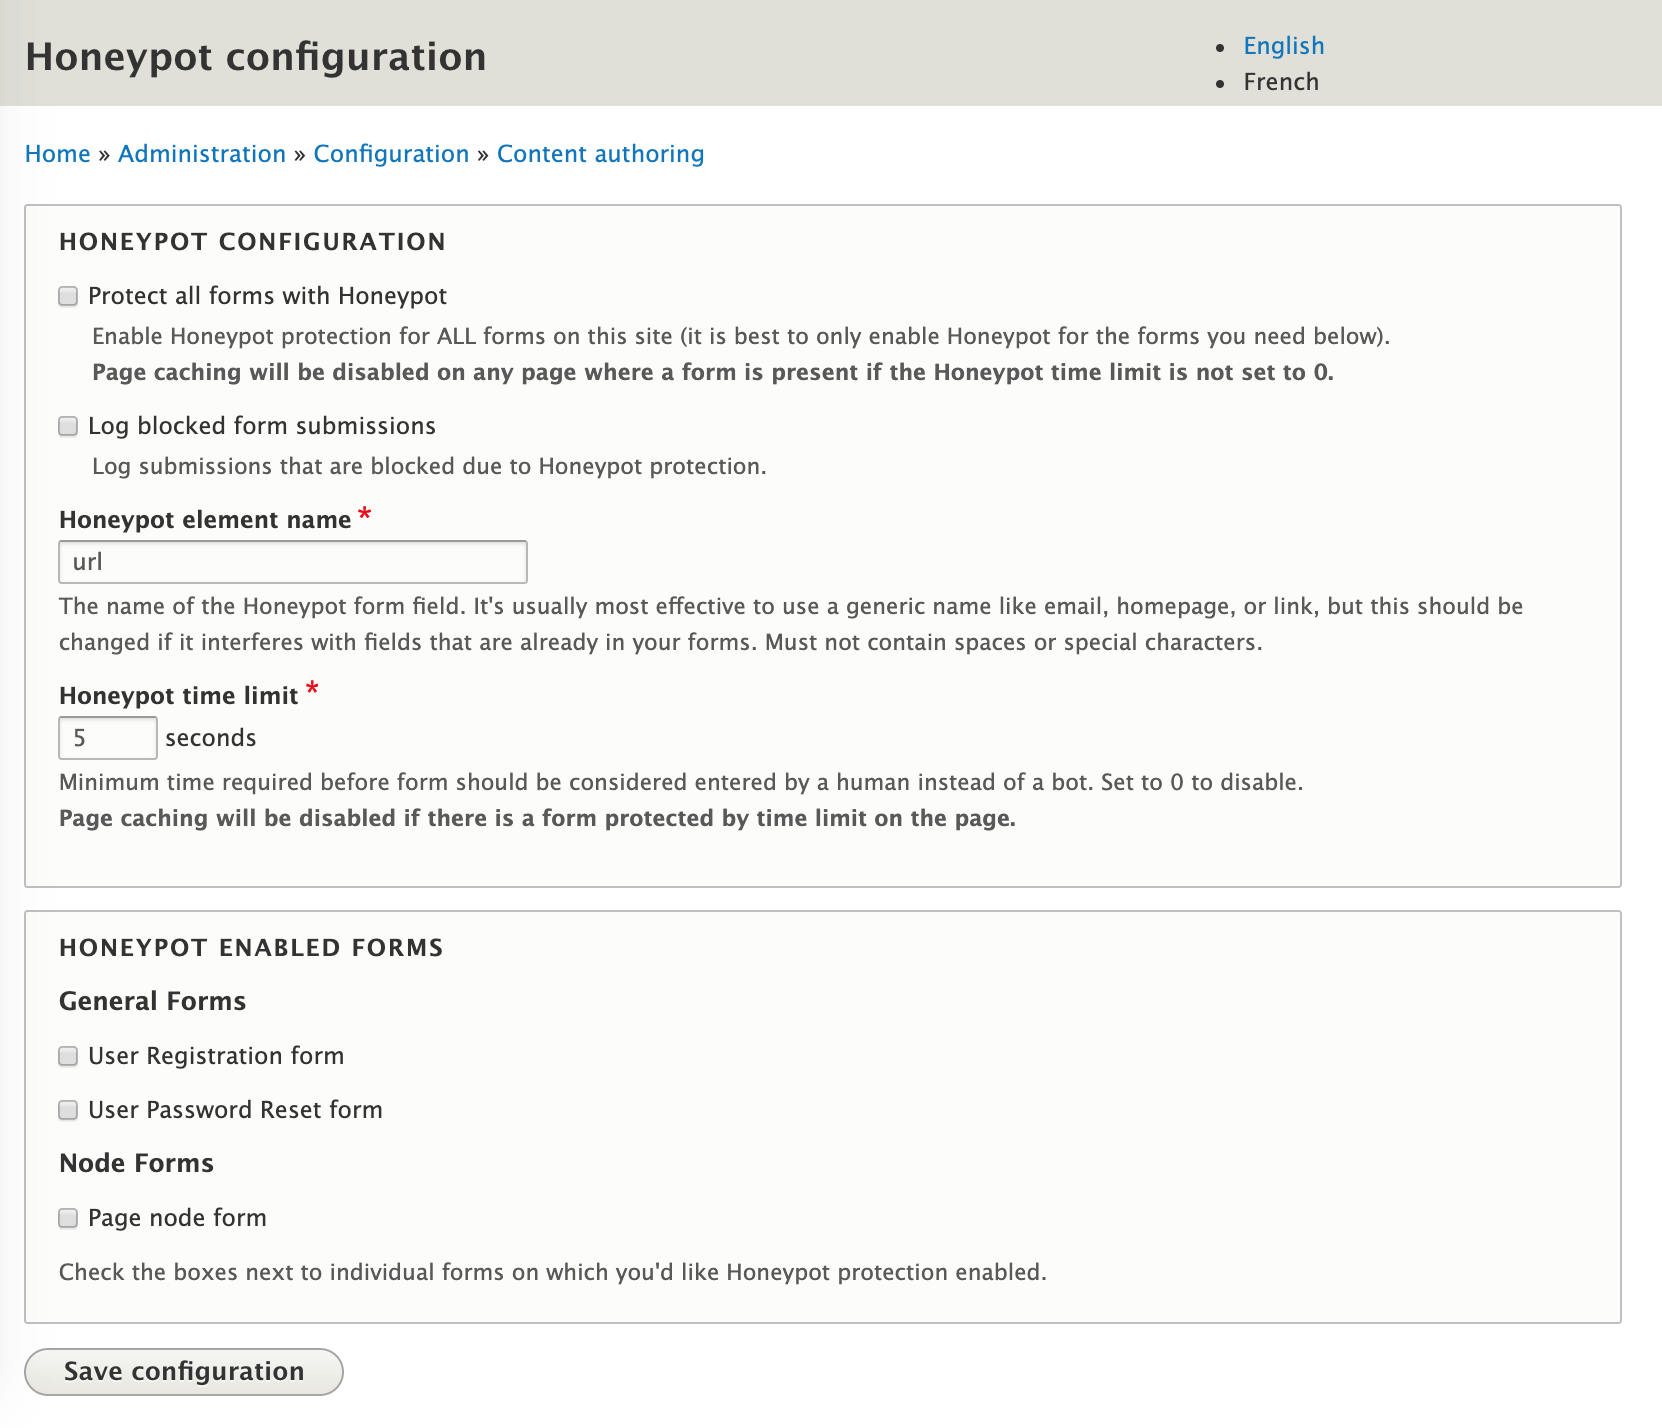 Honeypot configuration
English
French
Home » Administration » Configuration » Content authoring
HONEYPOT CONFIGURATION
Protect all forms with Honeypot
Enable Honeypot protection for ALL forms on this site (it is best to only enable Honeypot for the forms you need below).
Page caching will be disabled on any page where a form is present if the Honeypot time limit is not set to 0.
Log blocked form submissions
Log submissions that are blocked due to Honeypot protection.
Honeypot element name *
url
The name of the Honeypot form field. It's usually most effective to use a generic name like email, homepage, or link, but this should be
changed if it interferes with fields that are already in your forms. Must not contain spaces or special characters.
Honeypot time limit *
5 seconds
Minimum time required before form should be considered entered by a human instead of a bot. Set to 0 to disable.
Page caching will be disabled if there is a form protected by time limit on the page.
HONEYPOT ENABLED FORMS
General Forms
User Registration form
User Password Reset form
Node Forms
Page node form
Check the boxes next to individual forms on which you'd like Honeypot protection enabled.
Save configuration